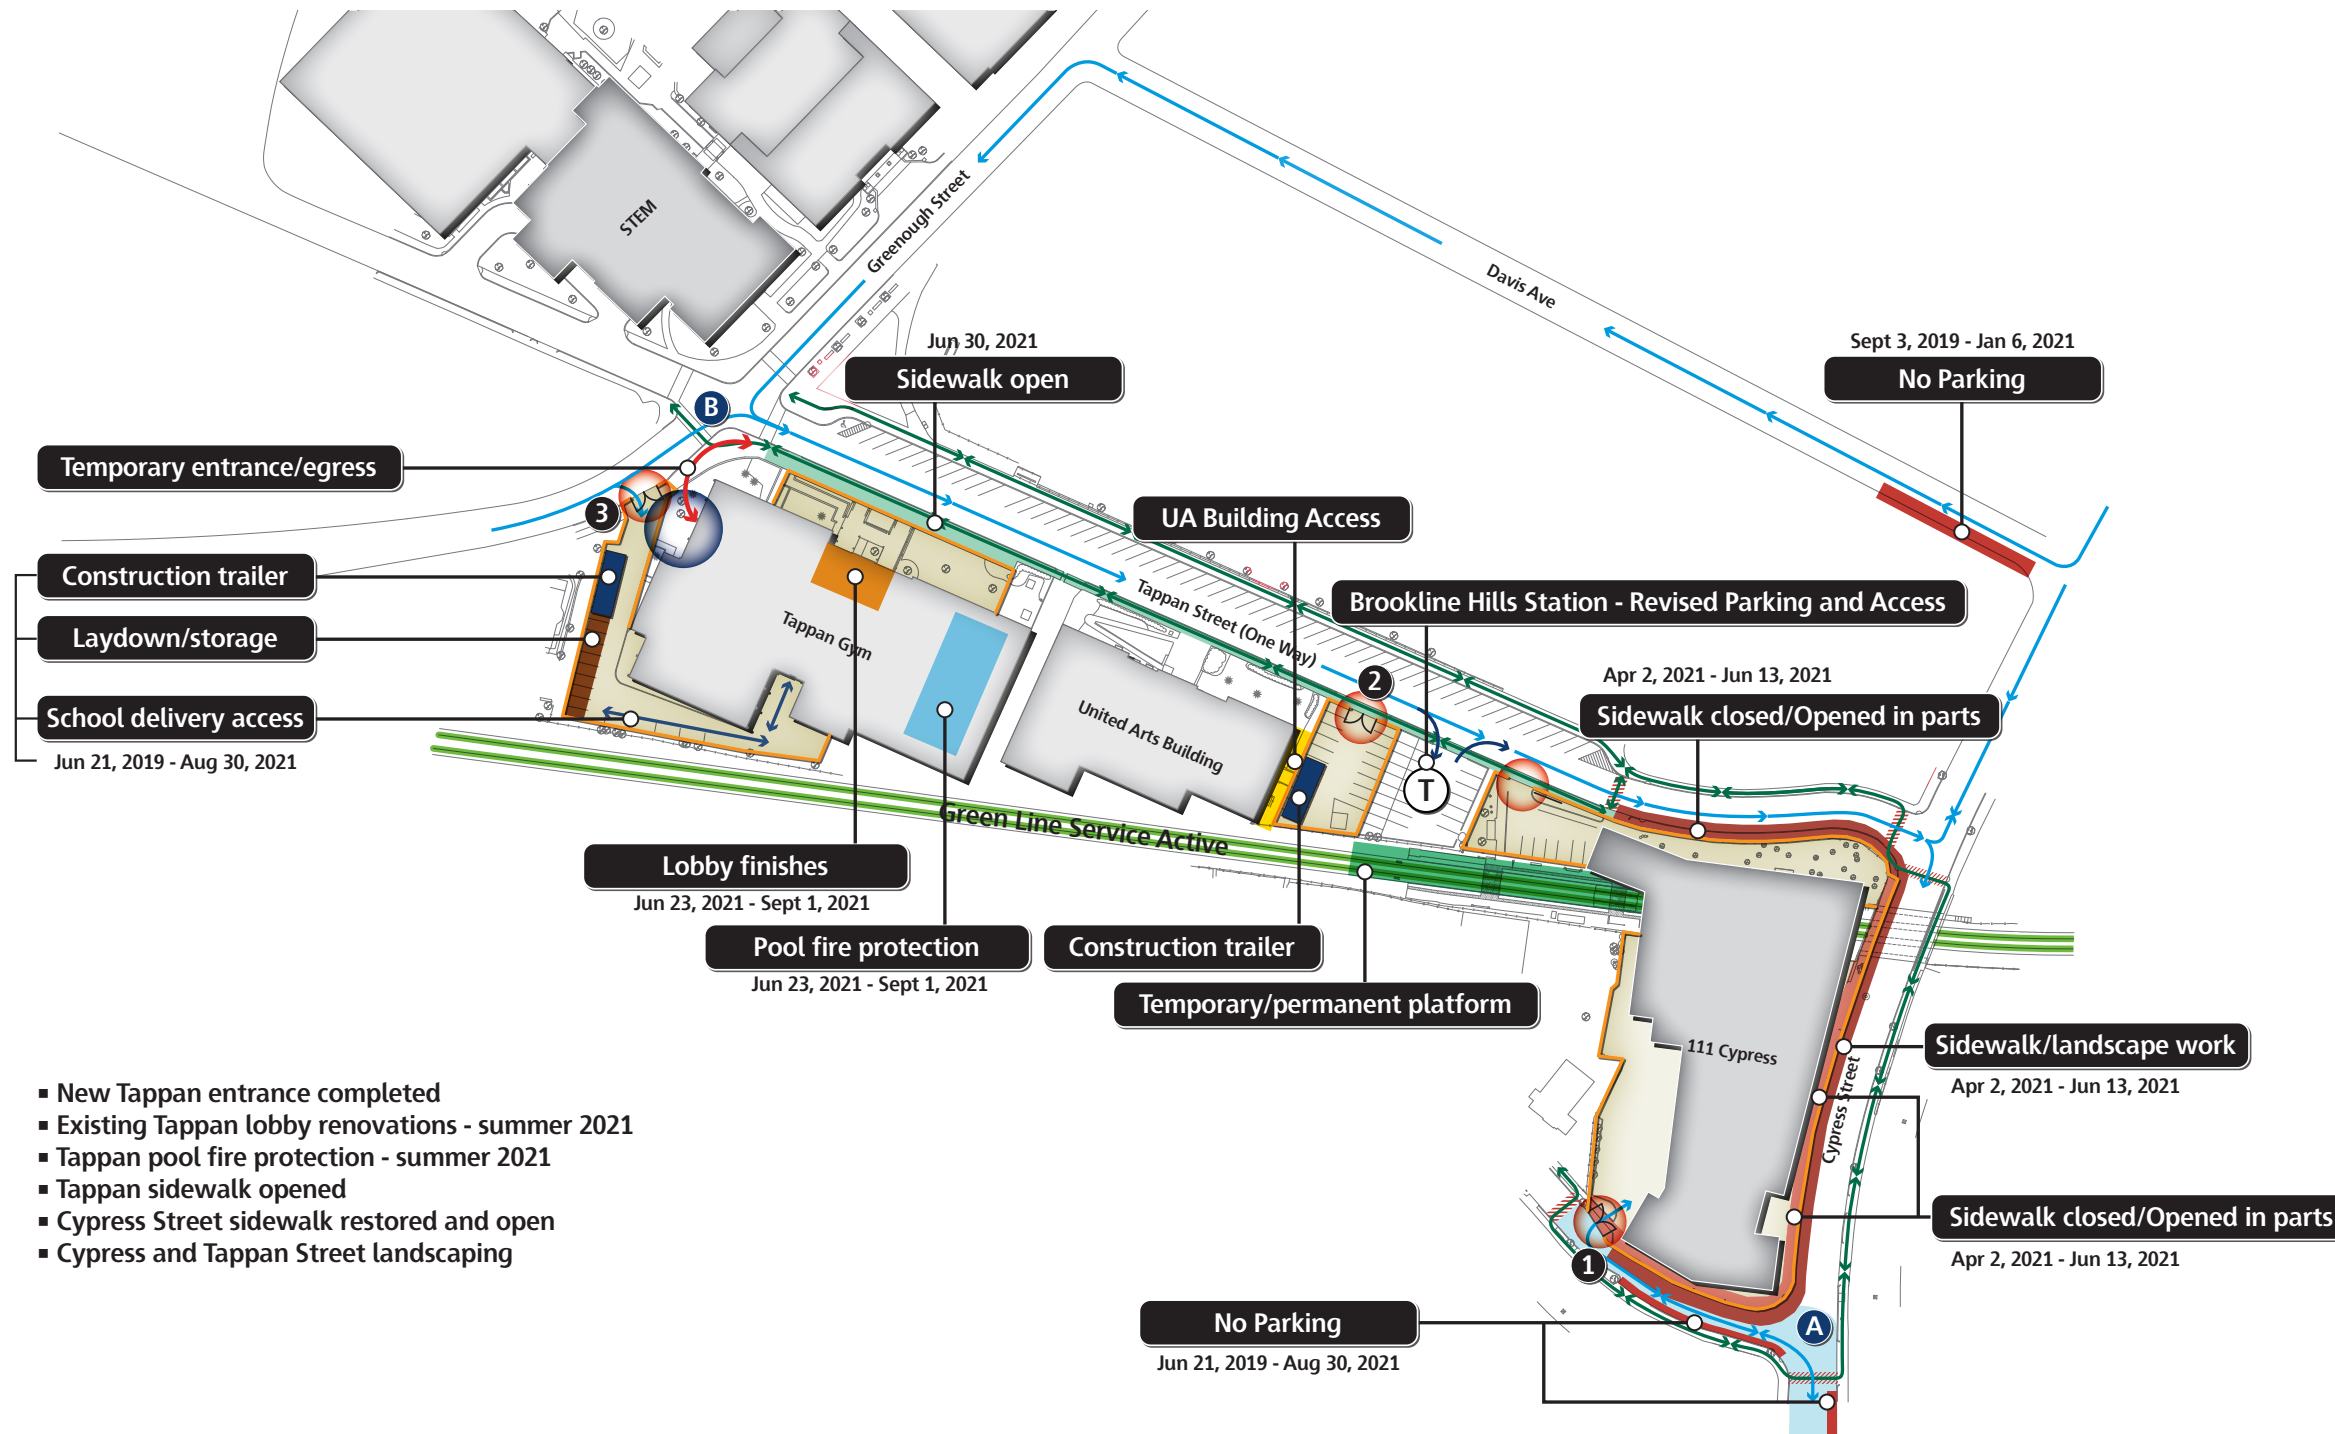 STEM
Greenough Street
Davis Ave
Jun 30, 2021
Sidewalk open
Sept 3, 2019 - Jan 6, 2021
No Parking
B
Temporary entrance/egress
3
UA Building Access
Construction trailer
Tappan Street (One Way)
Brookline Hills Station - Revised Parking and Access
Laydown/storage
Tappan Gym
2
Apr 2, 2021 - Jun 13, 2021
Sidewalk closed/Opened in parts
School delivery access
Jun 21, 2019 - Aug 30, 2021
United Arts Building
T
Green Line Service Active
Lobby finishes
Jun 23, 2021 - Sept 1, 2021
Pool fire protection
Jun 23, 2021 - Sept 1, 2021
Construction trailer
Temporary/permanent platform
111 Cypress
Cypress Street
Sidewalk/landscape work
Apr 2, 2021 - Jun 13, 2021
▪ New Tappan entrance completed
▪ Existing Tappan lobby renovations - summer 2021
▪ Tappan pool fire protection - summer 2021
▪ Tappan sidewalk opened
▪ Cypress Street sidewalk restored and open
▪ Cypress and Tappan Street landscaping
Sidewalk closed/Opened in parts
Apr 2, 2021 - Jun 13, 2021
1
No Parking
Jun 21, 2019 - Aug 30, 2021
A